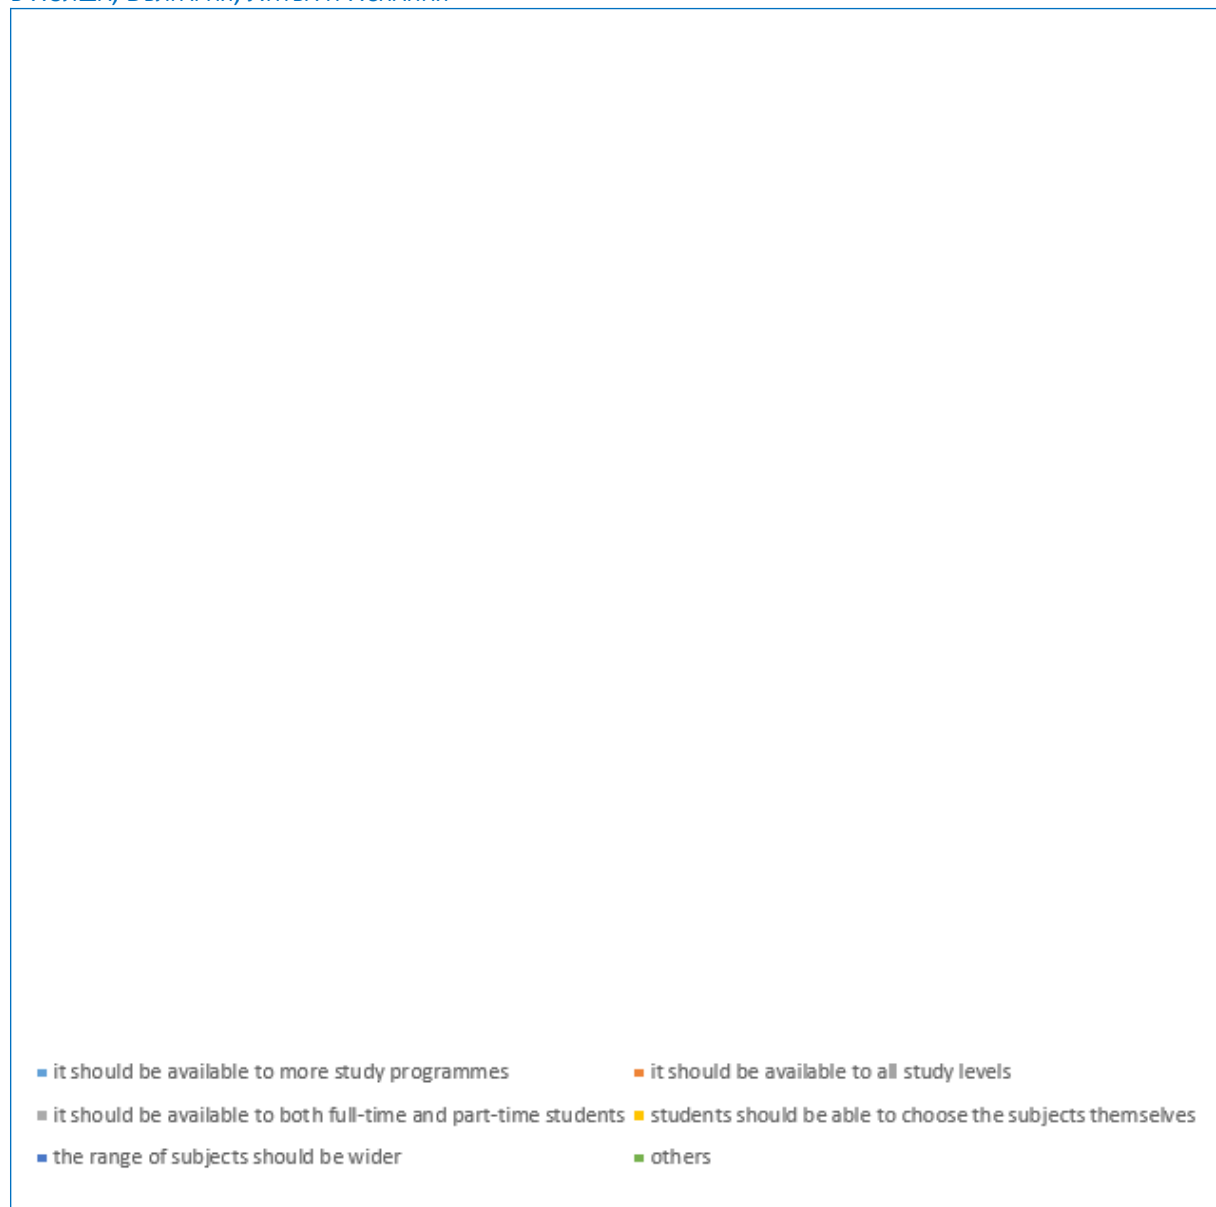 it should be available to more study programmes
it should be available to all study levels
it should be available to both full-time and part-time students
students should be able to choose the subjects themselves
the range of subjects should be wider
others